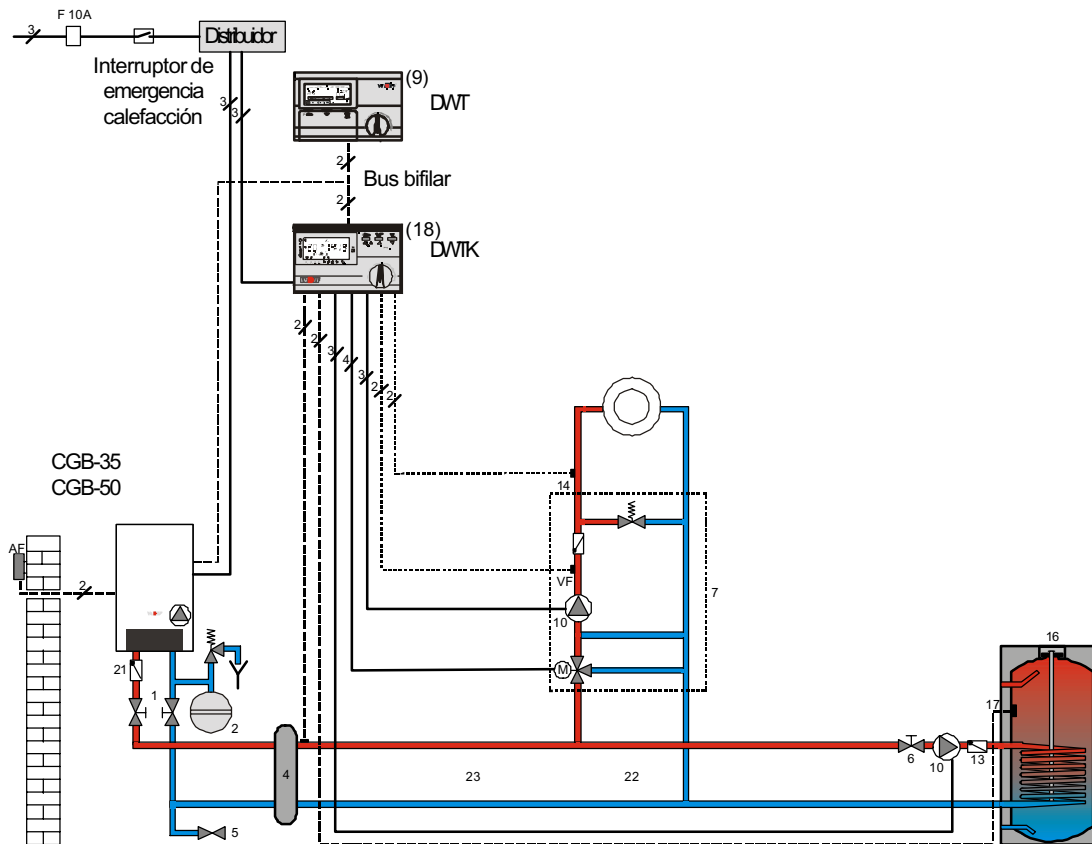 F 10A
3
Distribuidor
Interruptor de
emergencia
calefacción
3
3
(9)
DWT
2
Bus bifilar
2
(18)
DWTK
2
2
3
4
3
2
2
CGB-35
CGB-50
AF
2
14
VF
7
10
M
16
17
21
1
2
4
6
10
13
23
22
5